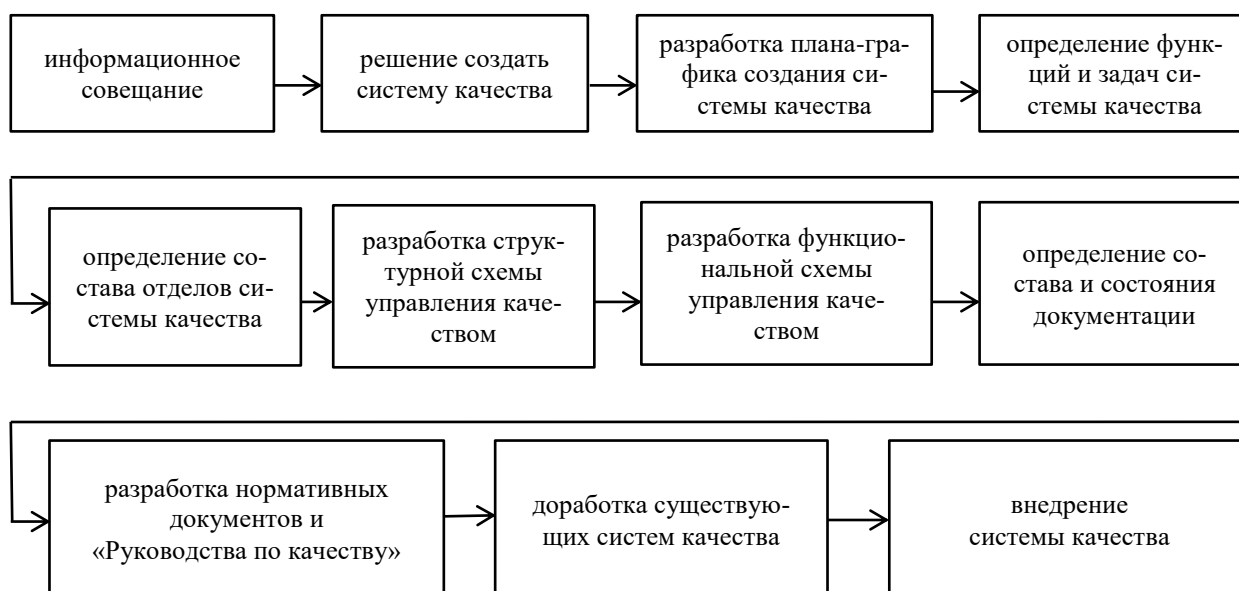 информационное
совещание
решение создать
систему качества
разработка плана-гра-
фика создания си-
стемы качества
определение функ-
ций и задач си-
стемы качества
определение со-
става отделов си-
стемы качества
разработка струк-
турной схемы
управления каче-
ством
разработка функцио-
нальной схемы
управления каче-
ством
определение со-
става и состояния
документации
разработка нормативных
документов и
«Руководства по качеству»
доработка существую-
щих систем качества
внедрение
системы качества